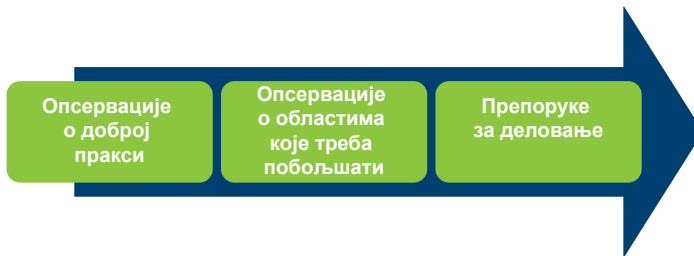 Опсервације
о доброј
пракси
Опсервације
о областима
које треба
побољшати
Препоруке
за деловање